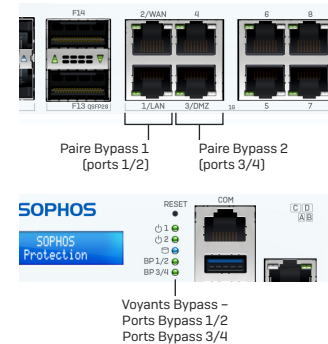 F14
2/WAN
4
6
8
F13 QSFP28
1/LAN
3/DMZ
1G
5
7
Paire Bypass 1
(ports 1/2)
Paire Bypass 2
(ports 3/4)
SOPHOS
RESET
COM
C D
A B
SOPHOS
Protection
1
2
BP 1/2
BP 3/4
Voyants Bypass –
Ports Bypass 1/2
Ports Bypass 3/4